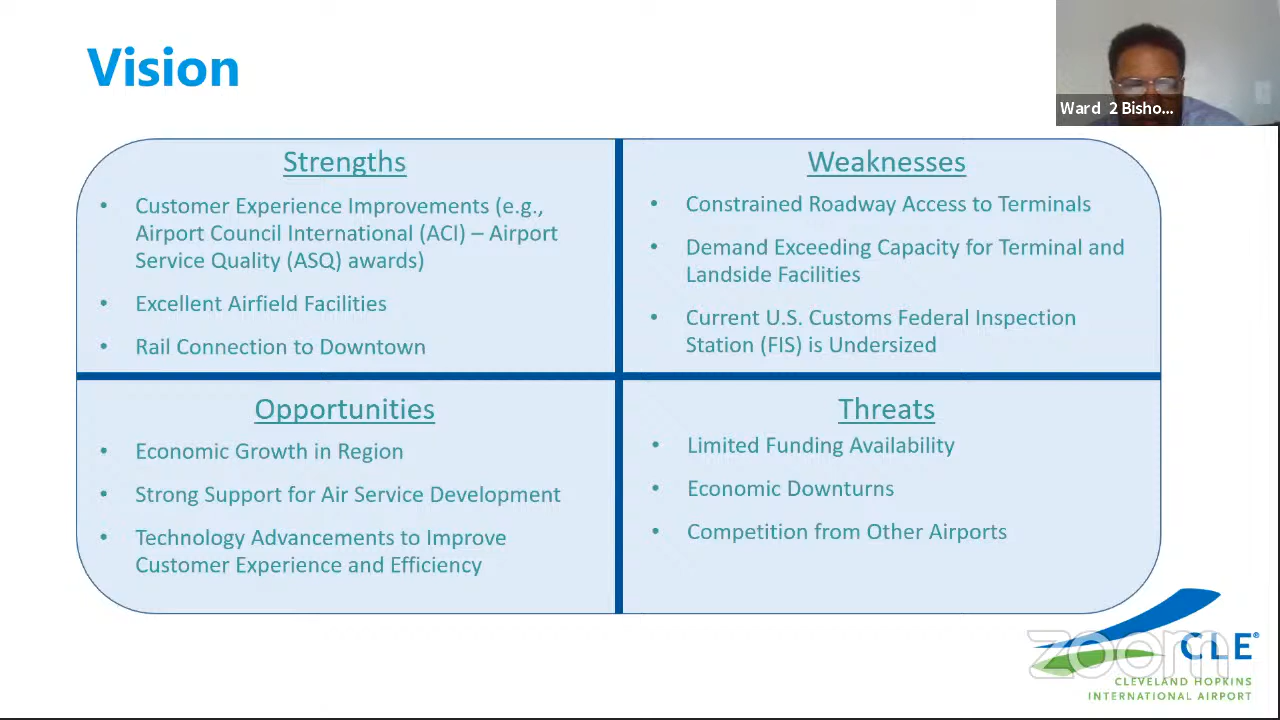 Vision
Ward 2 Bisho...
Strengths
• Customer Experience Improvements (e.g.,
Airport Council International (ACI) – Airport
Service Quality (ASQ) awards)
• Excellent Airfield Facilities
• Rail Connection to Downtown
Weaknesses
• Constrained Roadway Access to Terminals
• Demand Exceeding Capacity for Terminal and
Landside Facilities
• Current U.S. Customs Federal Inspection
Station (FIS) is Undersized
Opportunities
• Economic Growth in Region
• Strong Support for Air Service Development
• Technology Advancements to Improve
Customer Experience and Efficiency
Threats
• Limited Funding Availability
• Economic Downturns
• Competition from Other Airports
zoom
CLE®
CLEVELAND HOPKINS
INTERNATIONAL AIRPORT